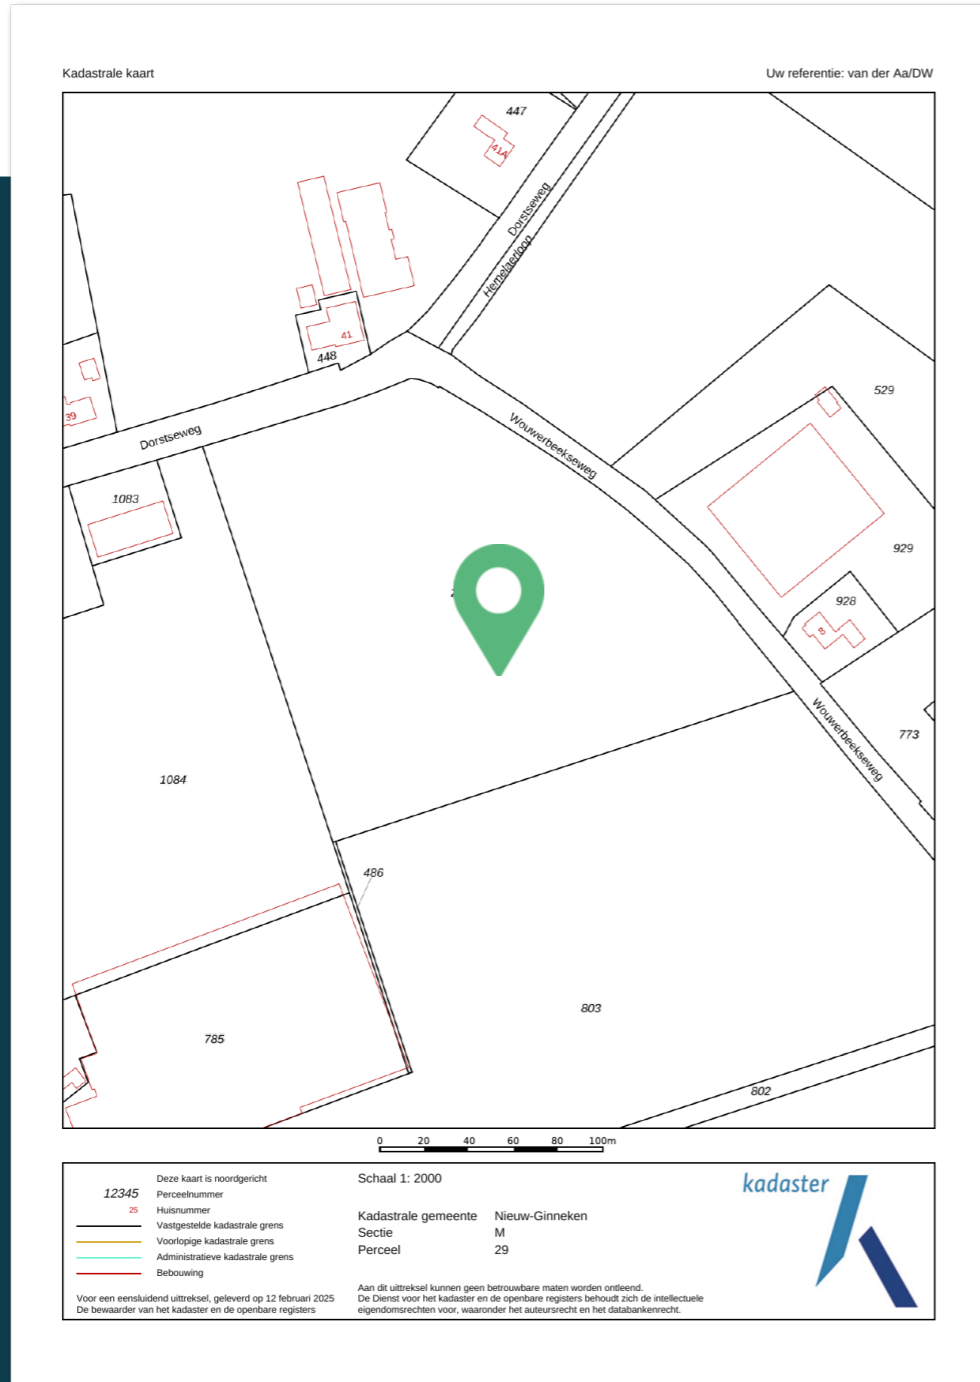 Kadastrale kaart
Uw referentie: van der Aa/DW
447
41A
Dorstseweg
Hemelaerloop
41
448
39
Dorstseweg
Wouwerbeekseweg
529
1083
929
928
8
Wouwerbeekseweg
773
1084
486
803
785
802
0 20 40 60 80 100m
Deze kaart is noordgericht
12345 Perceelnummer
25 Huisnummer
Vastgestelde kadastrale grens
Voorlopige kadastrale grens
Administratieve kadastrale grens
Bebouwing
Voor een eensluidend uittreksel, geleverd op 12 februari 2025
De bewaarder van het kadaster en de openbare registers
Schaal 1: 2000
Kadastrale gemeente Nieuw-Ginneken
Sectie M
Perceel 29
Aan dit uittreksel kunnen geen betrouwbare maten worden ontleend.
De Dienst voor het kadaster en de openbare registers behoudt zich de intellectuele
eigendomsrechten voor, waaronder het auteursrecht en het databankenrecht.
kadaster